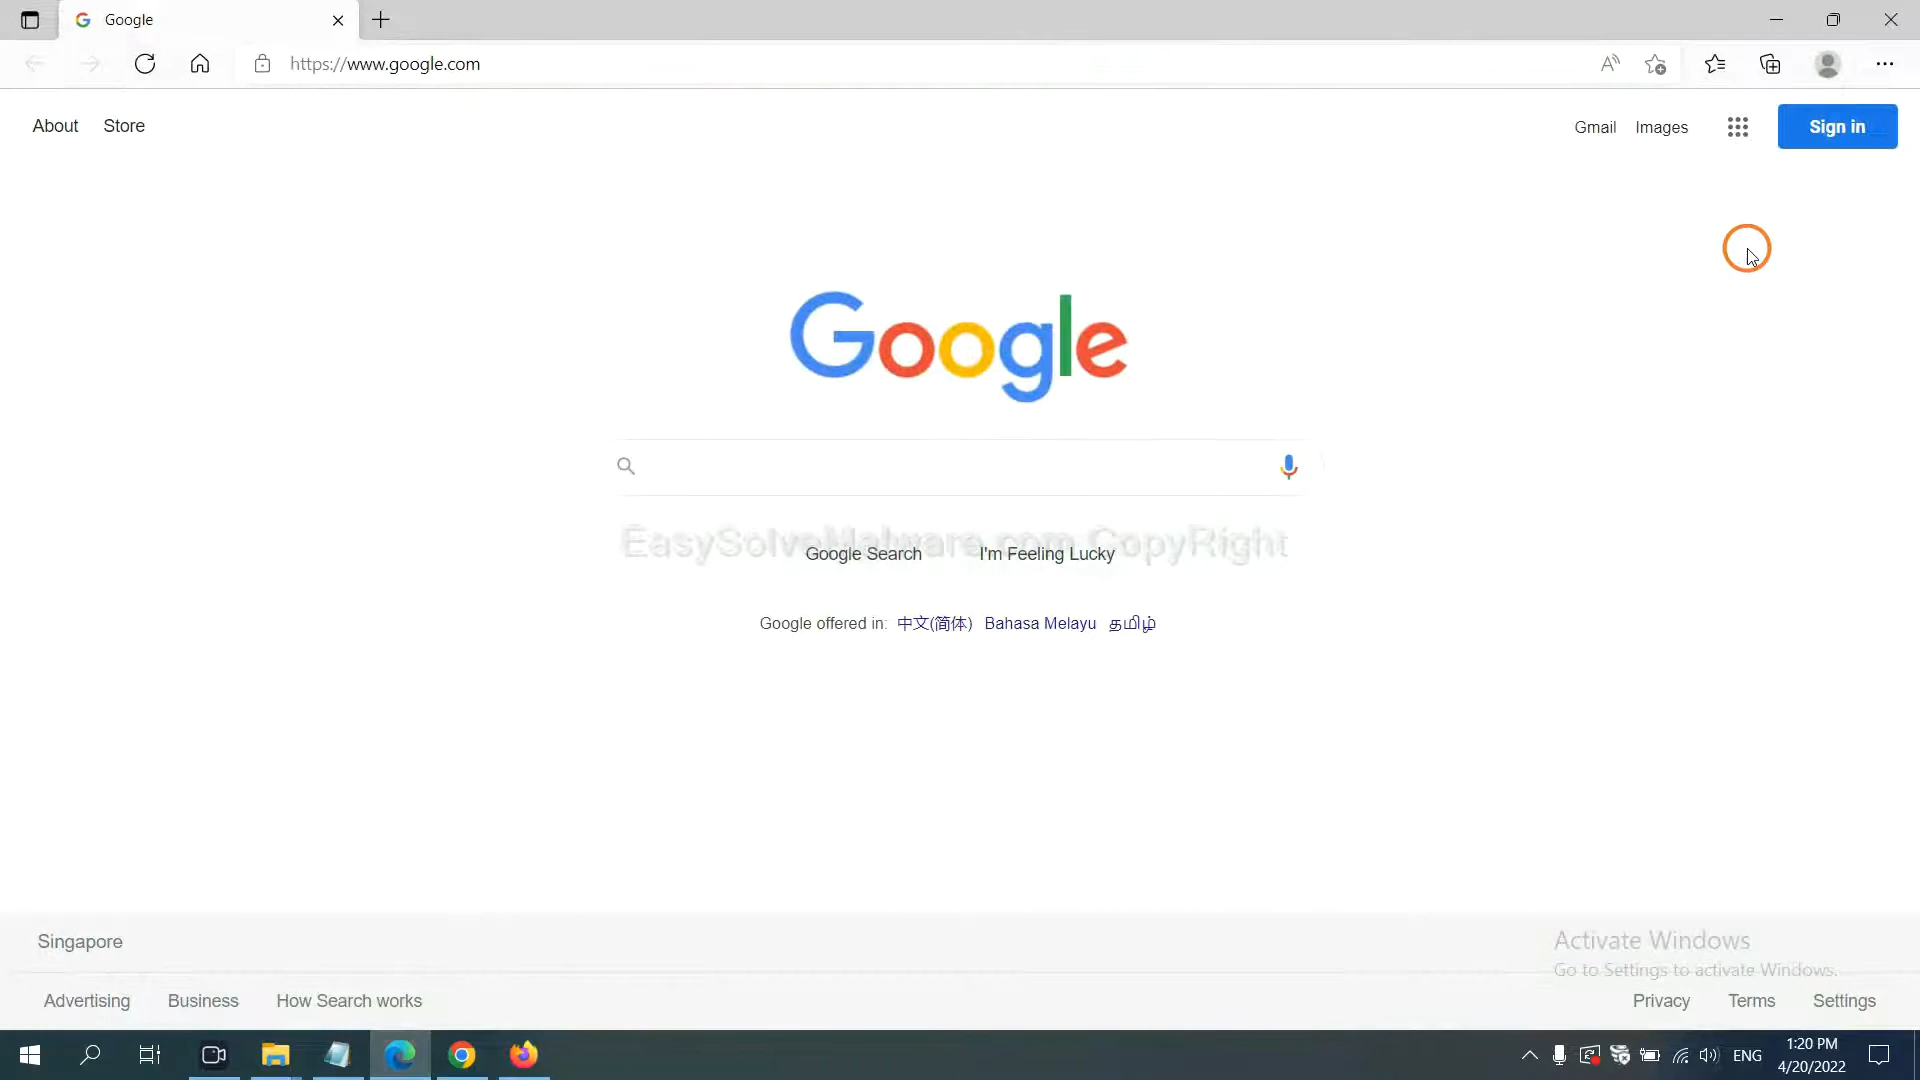 Google
https://www.google.com
About Store
Gmail Images Sign in
Google
EasySolveMalware.com CopyRight
Google Search I'm Feeling Lucky
Google offered in: 中文(简体) Bahasa Melayu தமிழ்
Singapore
Activate Windows
Go to Settings to activate Windows.
Advertising Business How Search works
Privacy Terms Settings
ENG
1:20 PM
4/20/2022